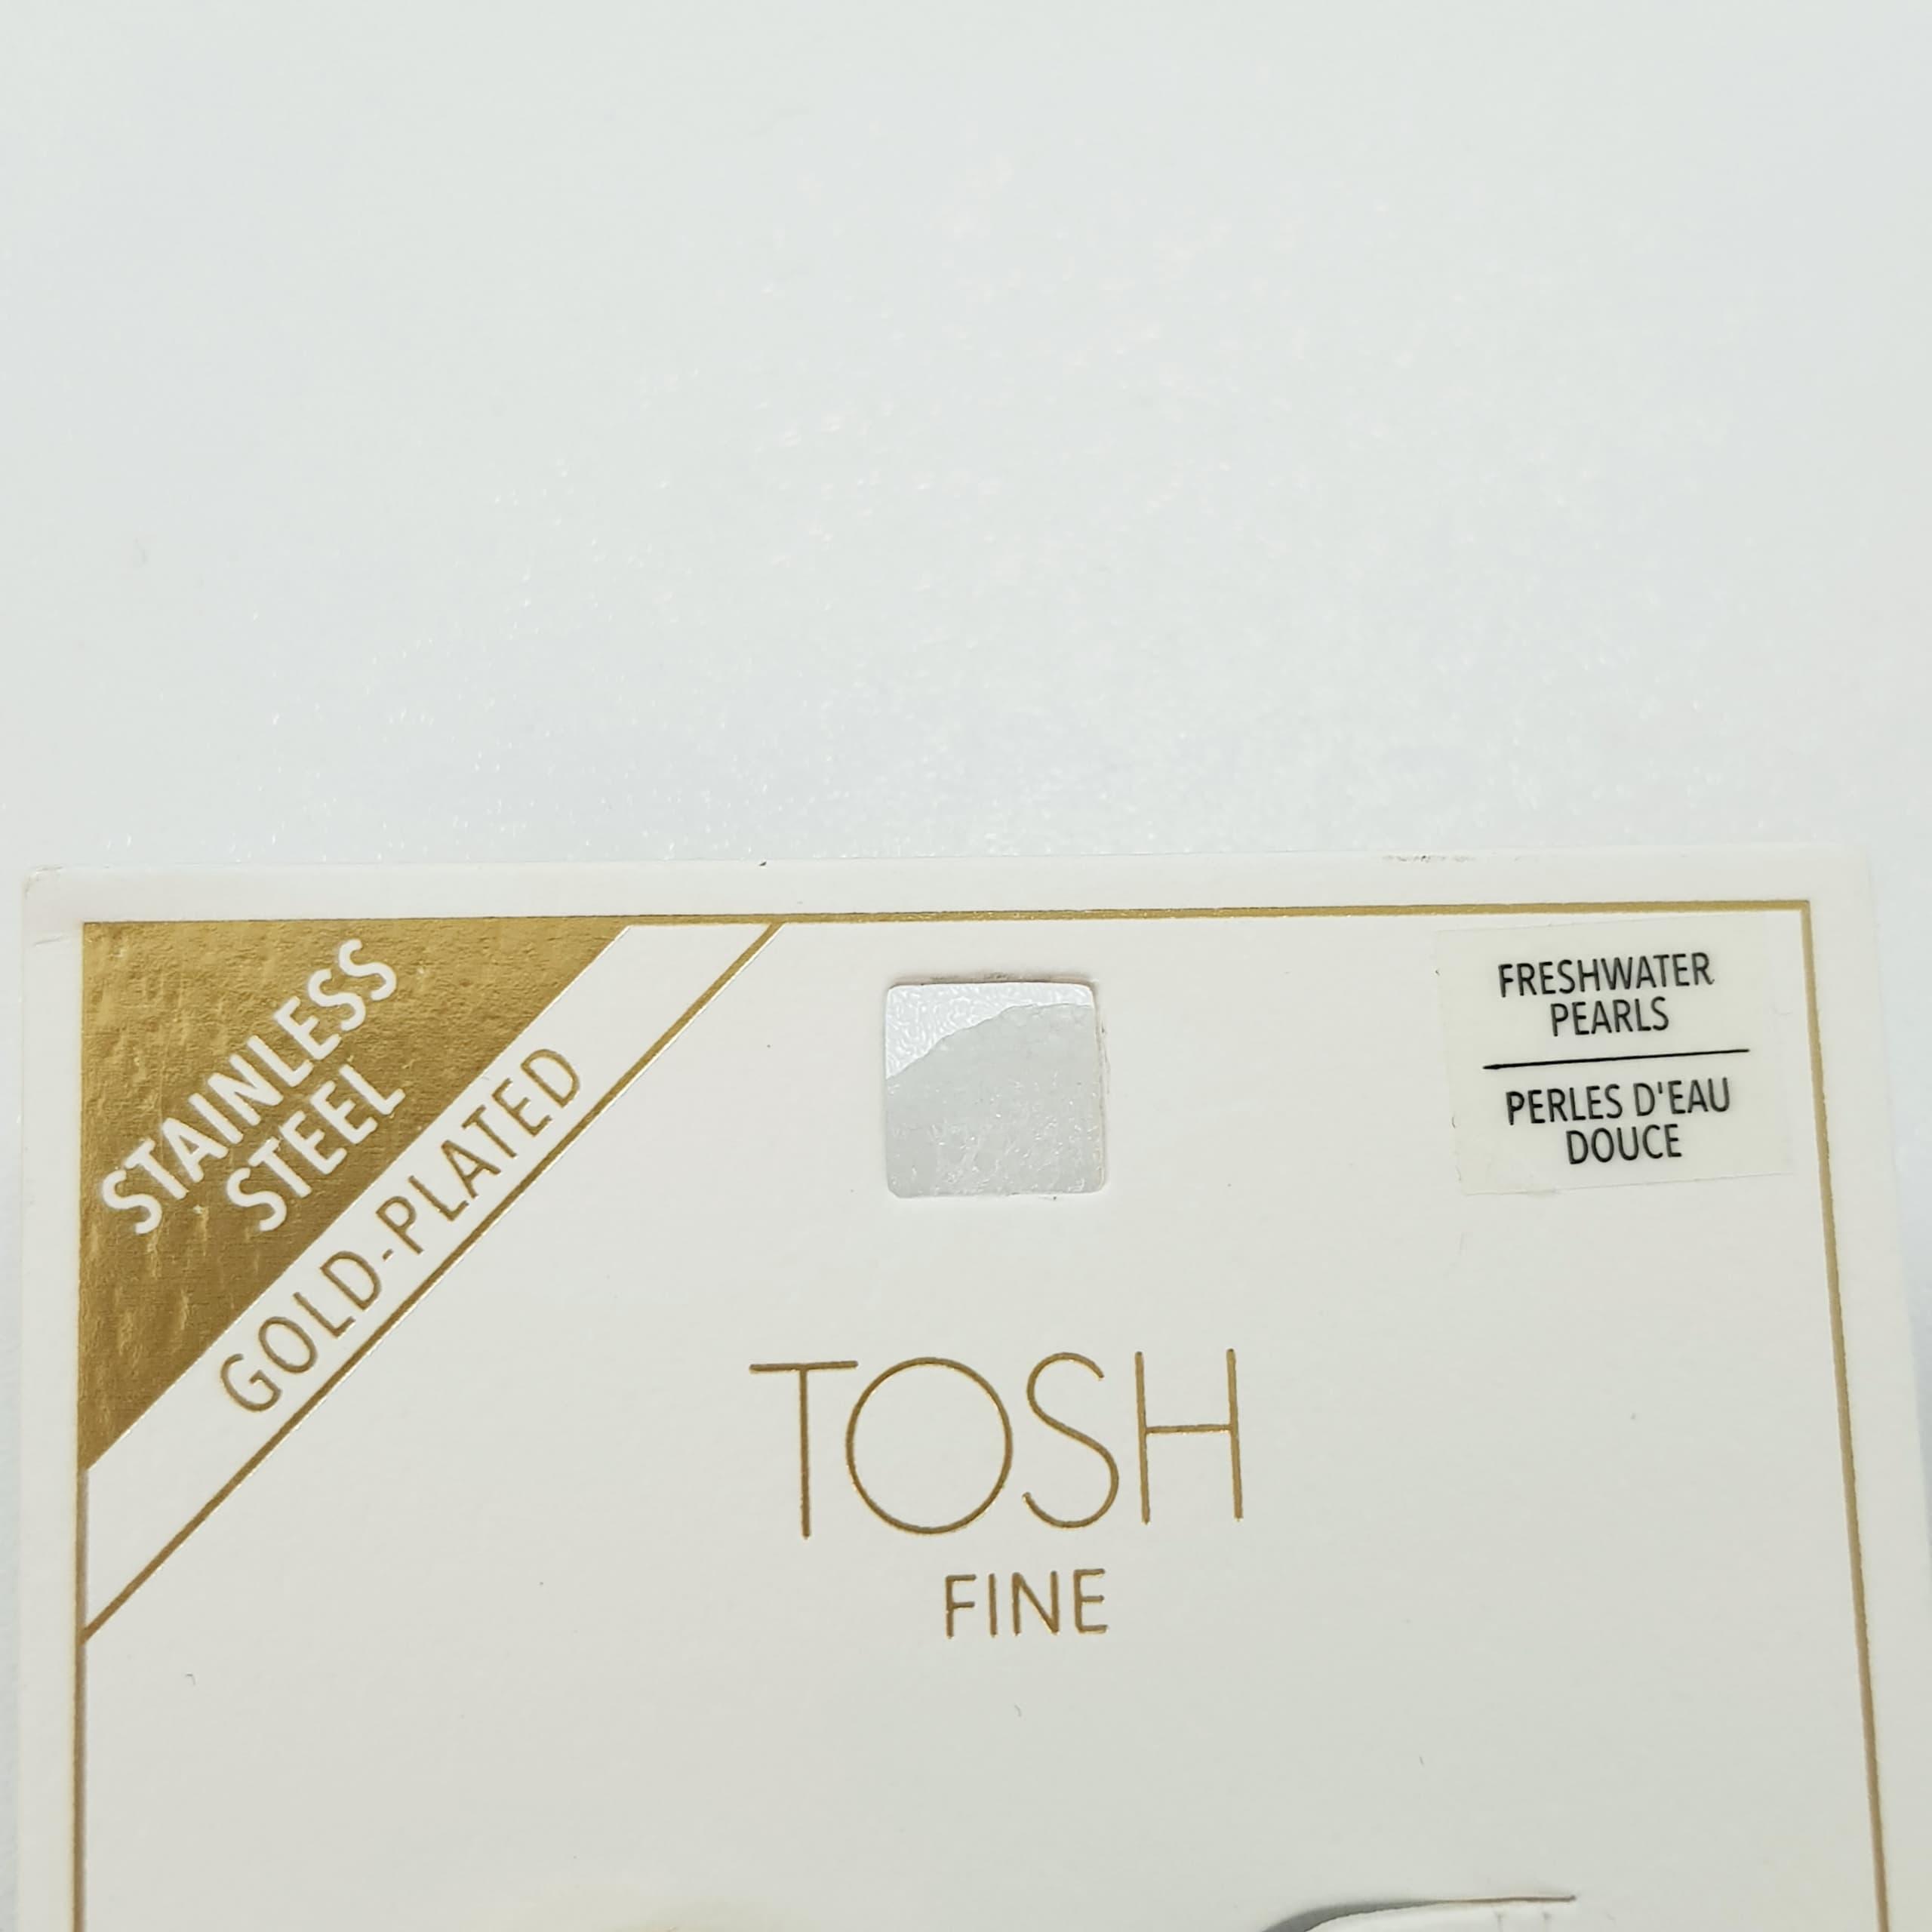 STAINLESS
STEEL
GOLD-PLATED
FRESHWATER
PEARLS
PERLES D'EAU
DOUCE
TOSH
FINE